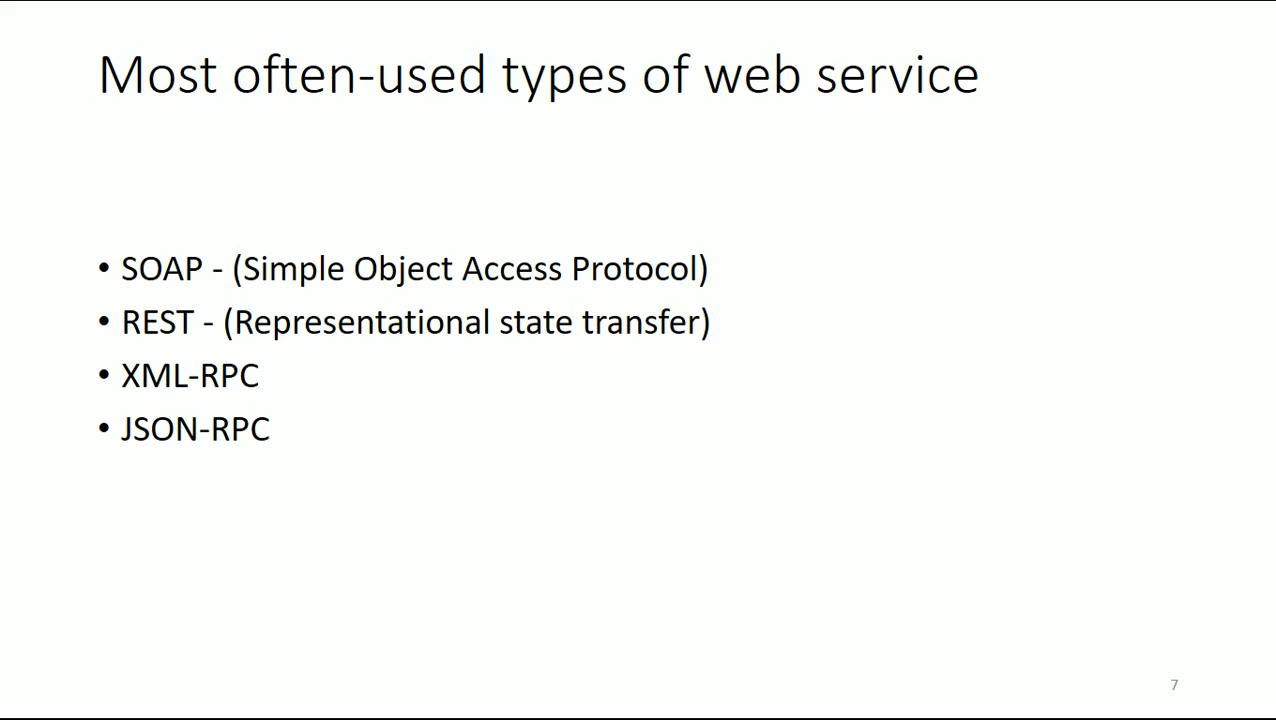 Most often-used types of web service
• SOAP - (Simple Object Access Protocol)
• REST - (Representational state transfer)
• XML-RPC
• JSON-RPC
7